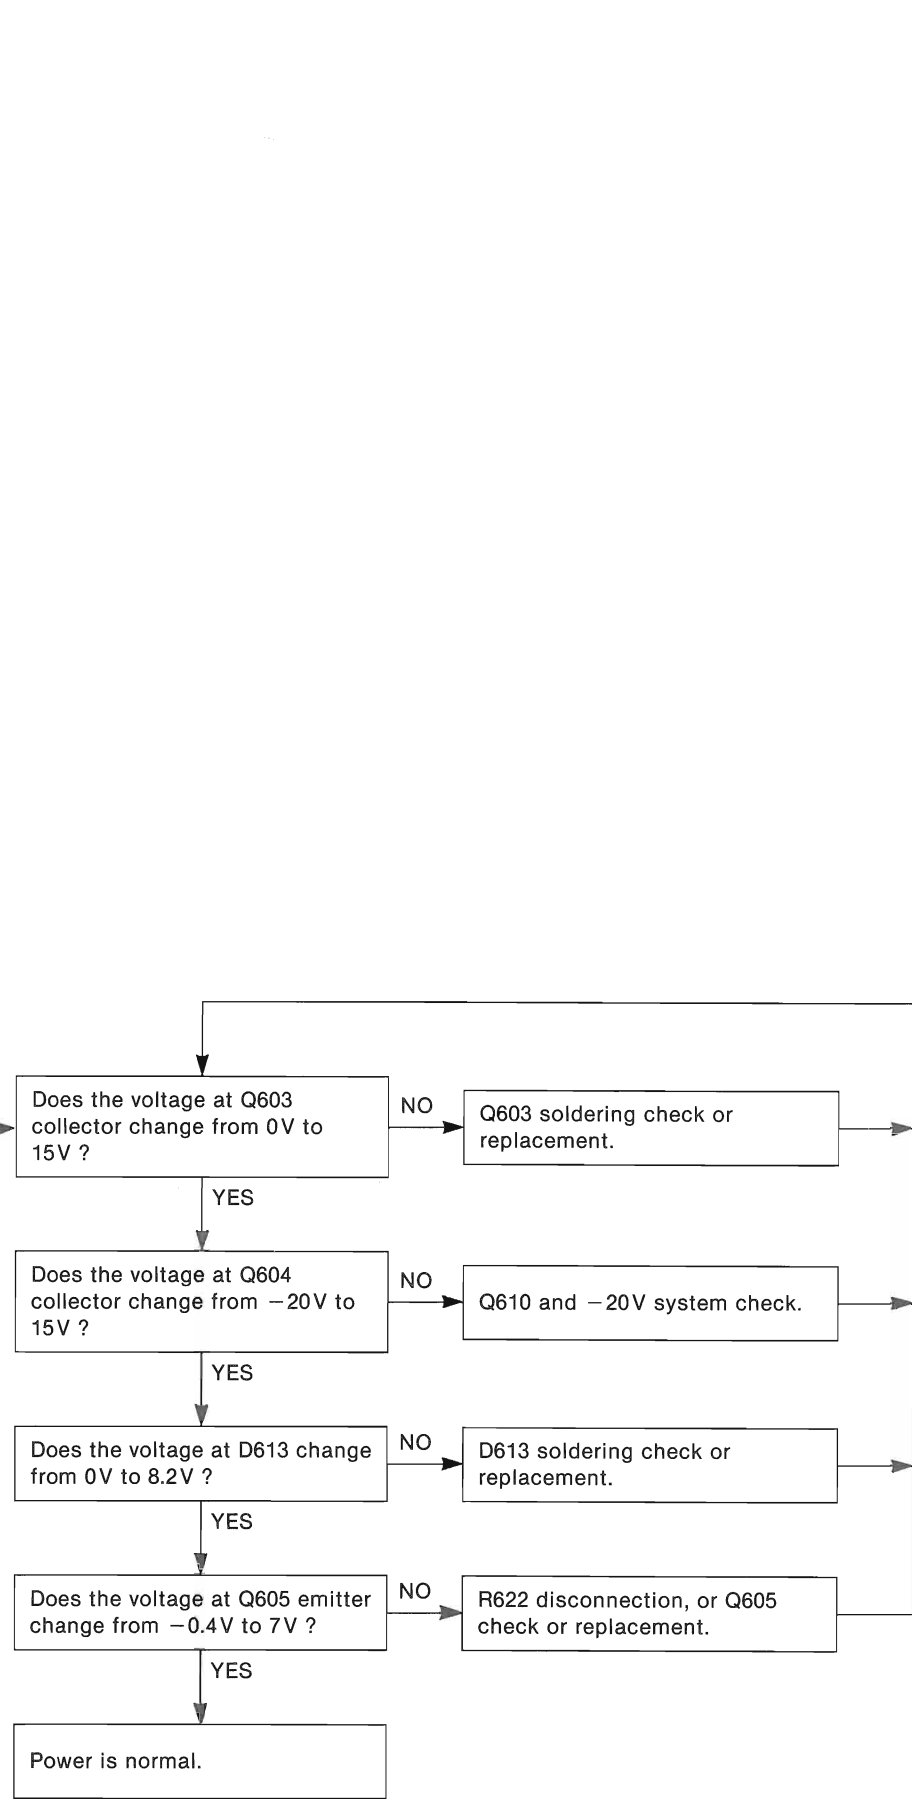 Does the voltage at Q603
collector change from 0V to
15V ?
NO
Q603 soldering check or
replacement.
YES
Does the voltage at Q604
collector change from −20V to
15V ?
NO
Q610 and −20V system check.
YES
Does the voltage at D613 change
from 0V to 8.2V ?
NO
D613 soldering check or
replacement.
YES
Does the voltage at Q605 emitter
change from −0.4V to 7V ?
NO
R622 disconnection, or Q605
check or replacement.
YES
Power is normal.